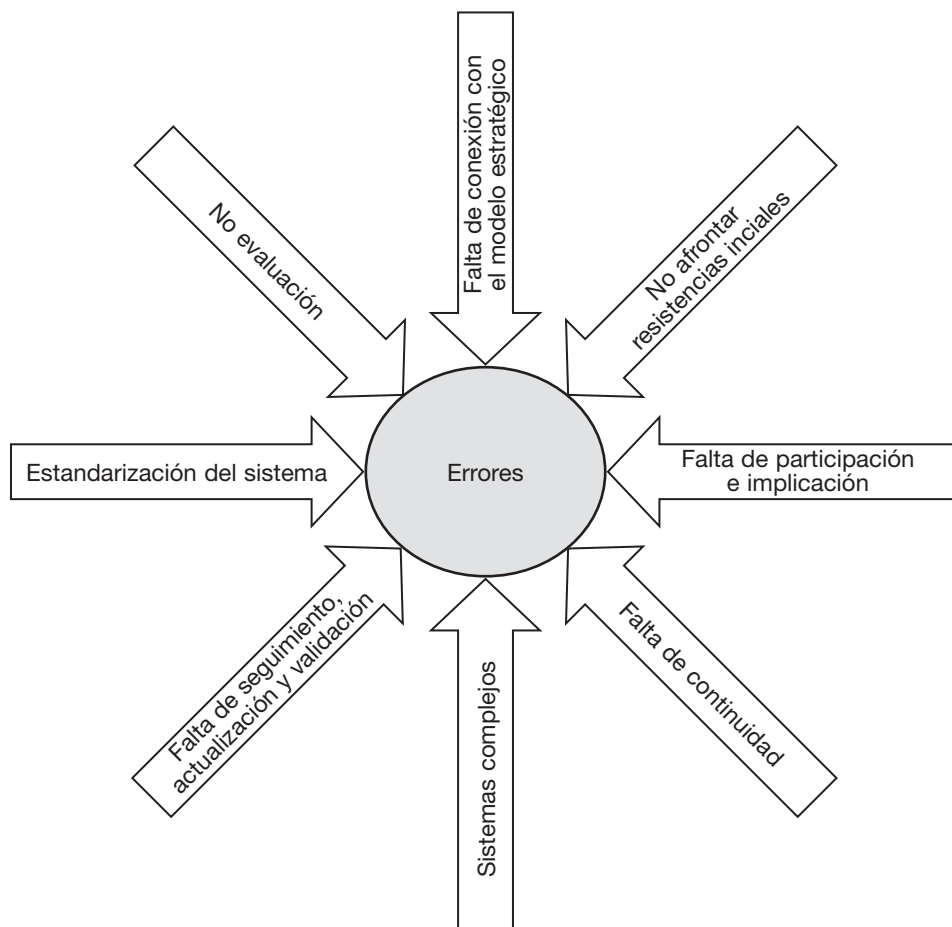 Falta de conexión con
el modelo estratégico
No afrontar
resistencias inciales
Falta de participación
e implicación
Falta de continuidad
Sistemas complejos
Falta de seguimiento,
actualización y validación
Estandarización del sistema
No evaluación
Errores